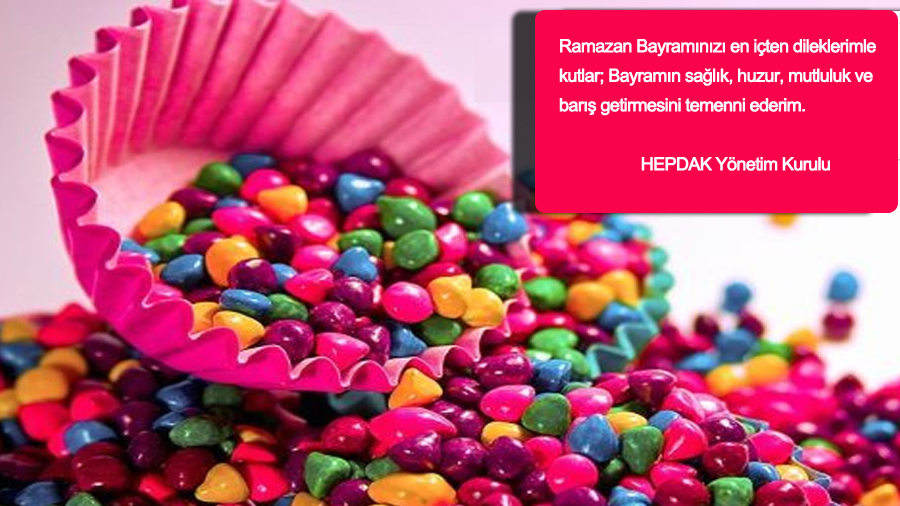 Ramazan Bayramınızı en içten dileklerimle
kutlar; Bayramın sağlık, huzur, mutluluk ve
barış getirmesini temenni ederim.
HEPDAK Yönetim Kurulu